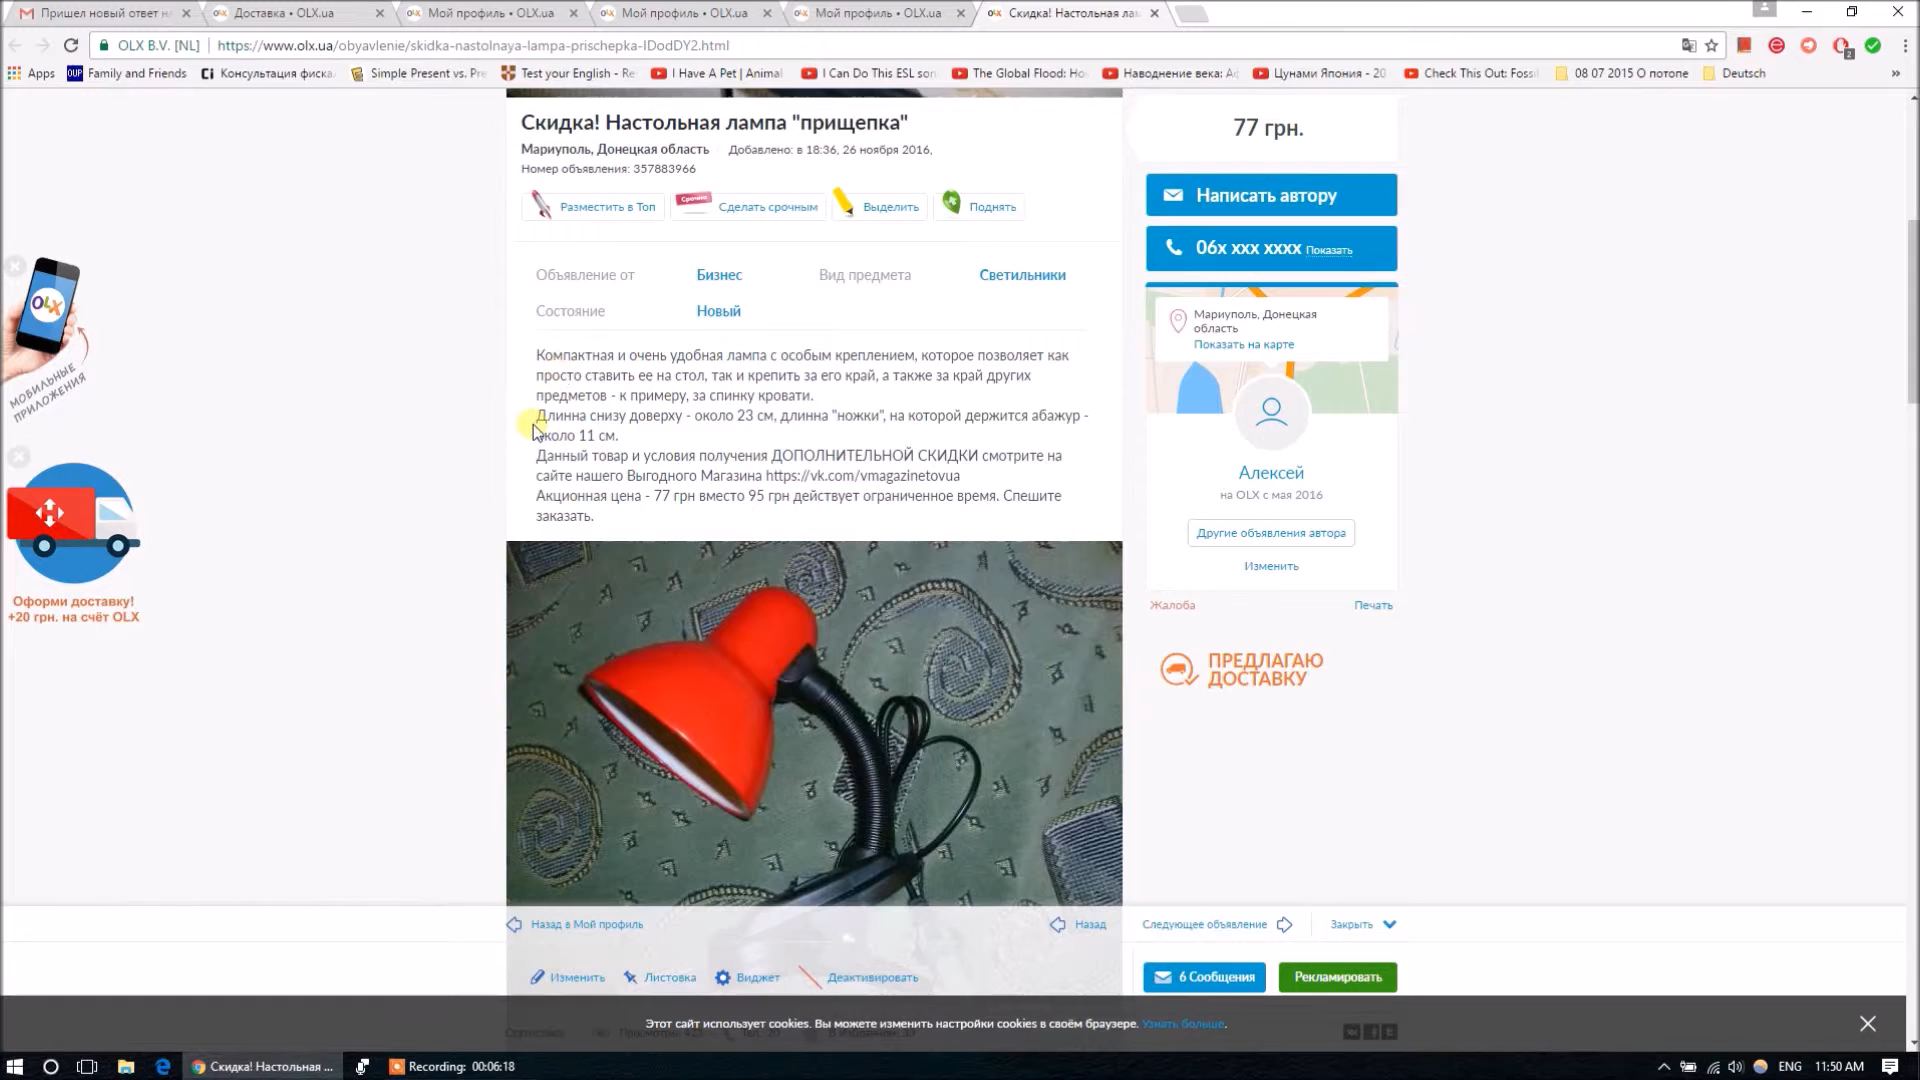 Пришел новый ответ н
Доставка • OLX.ua
Мой профиль • OLX.ua
Мой профиль • OLX.ua
Мой профиль • OLX.ua
Скидка! Настольная лам
OLX B.V. [NL]
https://www.olx.ua/obyavlenie/skidka-nastolnaya-lampa-prischepka-IDodDY2.html
2
Apps
OUP Family and Friends
Ci Консультация фиска
Simple Present vs. Pre
Test your English - Re
I Have A Pet | Animal
I Can Do This ESL son
The Global Flood: Ho
Наводнение века: А
Цунами Япония - 20
Check This Out: Fossi
08 07 2015 О потопе
Deutsch
»
Скидка! Настольная лампа "прищепка"
Мариуполь, Донецкая область
Добавлено: в 18:36, 26 ноября 2016,
Номер объявления: 357883966
Разместить в Топ
Срочно
Сделать срочным
Выделить
Поднять
Объявление от
Бизнес
Вид предмета
Светильники
Состояние
Новый
Компактная и очень удобная лампа с особым креплением, которое позволяет как
просто ставить ее на стол, так и крепить за его край, а также за край других
предметов - к примеру, за спинку кровати.
Длинна снизу доверху - около 23 см, длинна "ножки", на которой держится абажур -
около 11 см.
Данный товар и условия получения ДОПОЛНИТЕЛЬНОЙ СКИДКИ смотрите на
сайте нашего Выгодного Магазина https://vk.com/vmagazinetovua
Акционная цена - 77 грн вместо 95 грн действует ограниченное время. Спешите
заказать.
77 грн.
Написать автору
06x xxx xxxx Показать
Мариуполь, Донецкая
область
Показать на карте
Алексей
на OLX с мая 2016
Другие объявления автора
Изменить
Жалоба
Печать
ПРЕДЛАГАЮ
ДОСТАВКУ
OLX
МОБИЛЬНЫЕ
ПРИЛОЖЕНИЯ
Оформи доставку!
+20 грн. на счёт OLX
Назад в Мой профиль
Назад
Следующее объявление
Закрыть
Изменить
Листовка
Виджет
Деактивировать
6 Сообщения
Рекламировать
Этот сайт использует cookies. Вы можете изменить настройки cookies в своём браузере. Узнать больше.
Скидка! Настольная ...
Recording: 00:06:18
ENG
11:50 AM